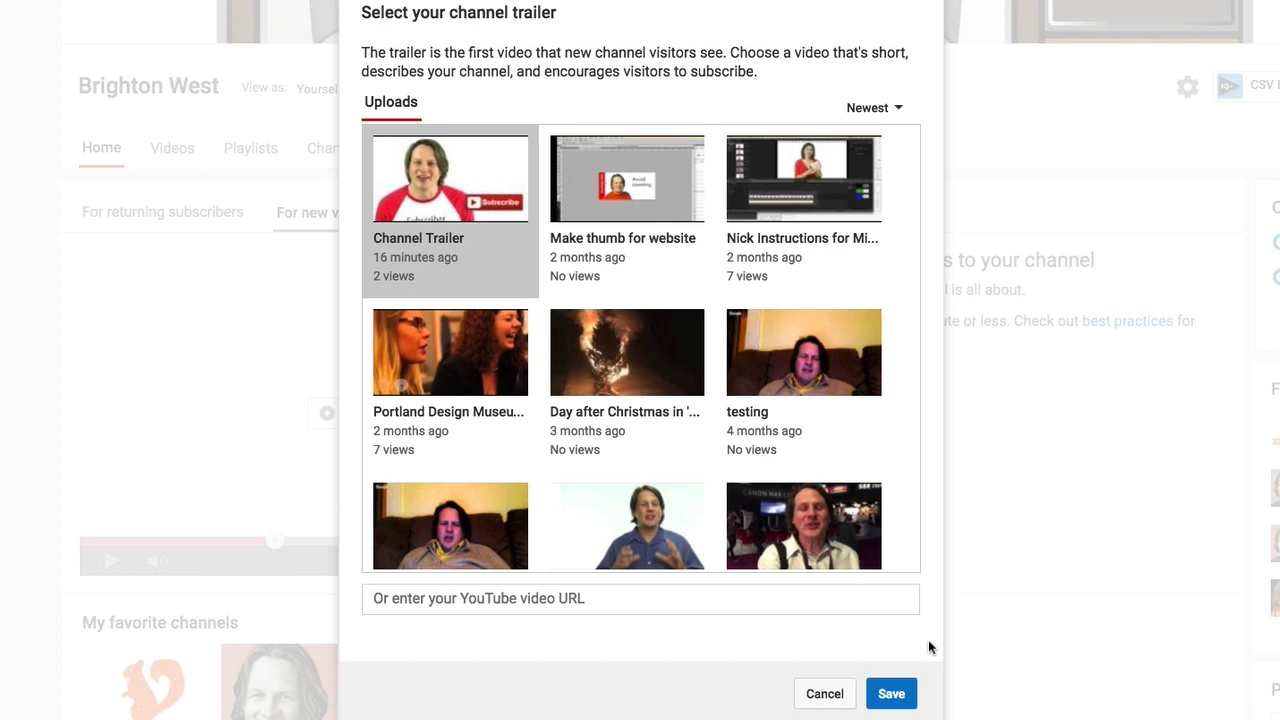 Select your channel trailer
The trailer is the first video that new channel visitors see. Choose a video that's short,
describes your channel, and encourages visitors to subscribe.
Brighton West
View as:
CSV
Uploads
Newest
Home
Videos
Playlists
For returning subscribers
For new
Subscribe
Channel Trailer
16 minutes ago
2 views
Make thumb for website
2 months ago
No views
Nick Instructions for Mi...
2 months ago
7 views
s to your channel
is all about.
ute or less. Check out best practices for
Portland Design Museu...
2 months ago
7 views
Day after Christmas in '...
3 months ago
No views
testing
4 months ago
No views
Or enter your YouTube video URL
My favorite channels
Cancel
Save